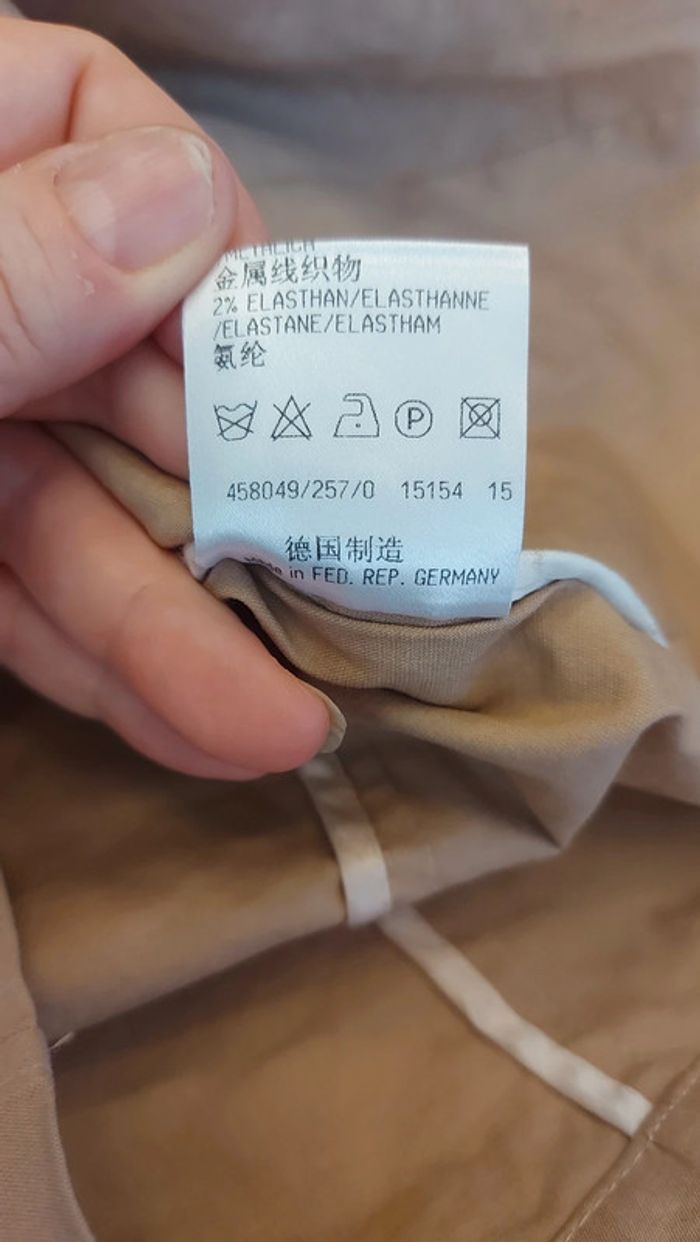 金属线织物
2% ELASTHAN/ELASTHANNE
/ELASTANE/ELASTHAM
氨纶
P
458049/257/0 15154 15
德国制造
in FED. REP. GERMANY